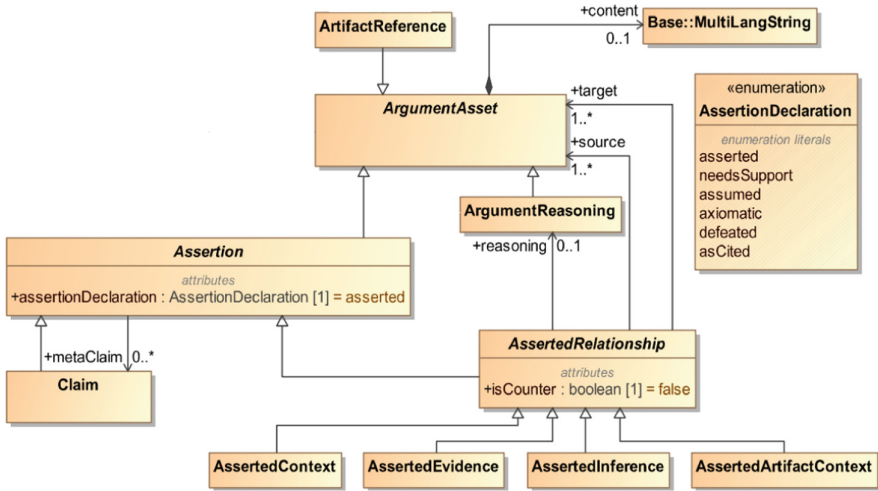 +content
0..1
Base::MultiLangString
ArtifactReference
ArgumentAsset
+target
1..*
+source
1..*
«enumeration»
AssertionDeclaration
enumeration literals
asserted
needsSupport
assumed
axiomatic
defeated
asCited
ArgumentReasoning
+reasoning 0..1
Assertion
attributes
+assertionDeclaration : AssertionDeclaration [1] = asserted
+metaClaim 0..*
Claim
AssertedRelationship
attributes
+isCounter : boolean [1] = false
AssertedContext
AssertedEvidence
AssertedInference
AssertedArtifactContext